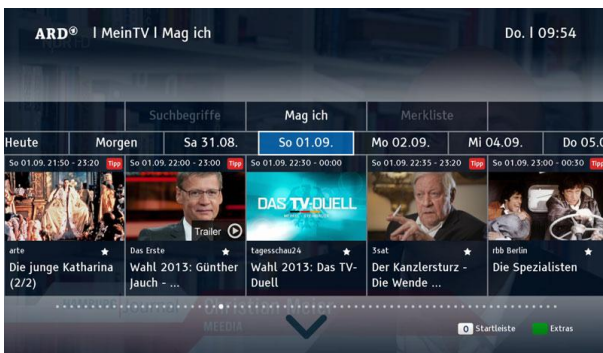 ARD | MeinTV | Mag ich
Do. | 09:54
Suchbegriffe Mag ich Merkliste
Heute Morgen Sa 31.08. So 01.09. Mo 02.09. Mi 04.09. Do 05.0
So 01.09. 21:50 - 23:20 Tipp
So 01.09. 22:00 - 23:00 Tipp
So 01.09. 22:30 - 00:00
So 01.09. 22:35 - 23:20 Tipp
So 01.09. 23:00 - 00:30 Tipp
Trailer
DAS TV-DUELL
arte
Die junge Katharina
(2/2)
Das Erste
Wahl 2013: Günther
Jauch - ...
tagesschau24
Wahl 2013: Das TV-
Duell
3sat
Der Kanzlersturz -
Die Wende ...
rbb Berlin
Die Spezialisten
MEEDIA
0 Startleiste Extras